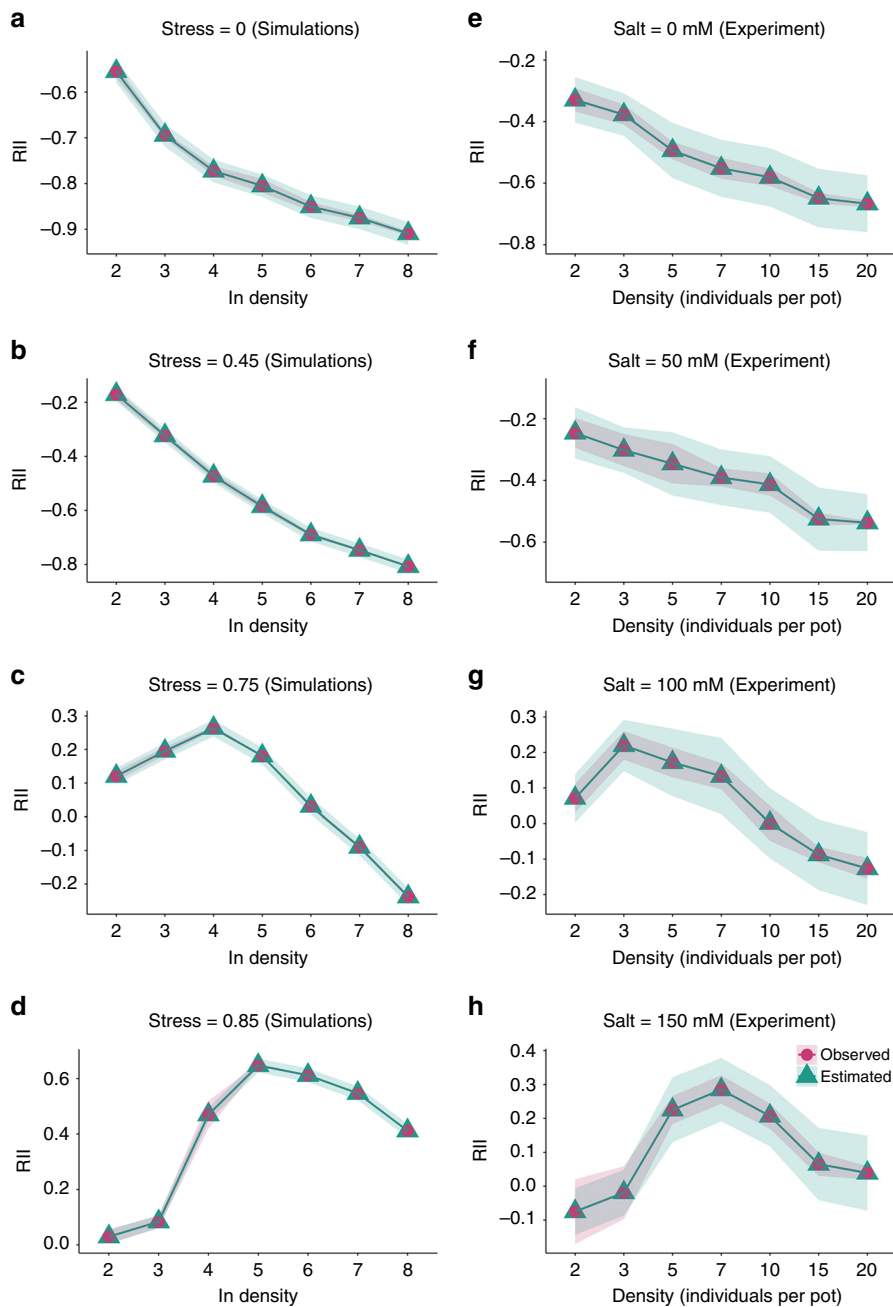 a
Stress = 0 (Simulations)
RII
−0.6
−0.7
−0.8
−0.9
2 3 4 5 6 7 8
In density
e
Salt = 0 mM (Experiment)
RII
−0.2
−0.4
−0.6
−0.8
2 3 5 7 10 15 20
Density (individuals per pot)
b
Stress = 0.45 (Simulations)
RII
−0.2
−0.4
−0.6
−0.8
2 3 4 5 6 7 8
In density
f
Salt = 50 mM (Experiment)
RII
−0.2
−0.4
−0.6
2 3 5 7 10 15 20
Density (individuals per pot)
c
Stress = 0.75 (Simulations)
RII
0.3
0.2
0.1
0.0
−0.1
−0.2
2 3 4 5 6 7 8
In density
g
Salt = 100 mM (Experiment)
RII
0.3
0.2
0.1
0.0
−0.1
−0.2
2 3 5 7 10 15 20
Density (individuals per pot)
d
Stress = 0.85 (Simulations)
RII
0.6
0.4
0.2
0.0
2 3 4 5 6 7 8
In density
h
Salt = 150 mM (Experiment)
Observed
Estimated
RII
0.4
0.3
0.2
0.1
0.0
−0.1
2 3 5 7 10 15 20
Density (individuals per pot)